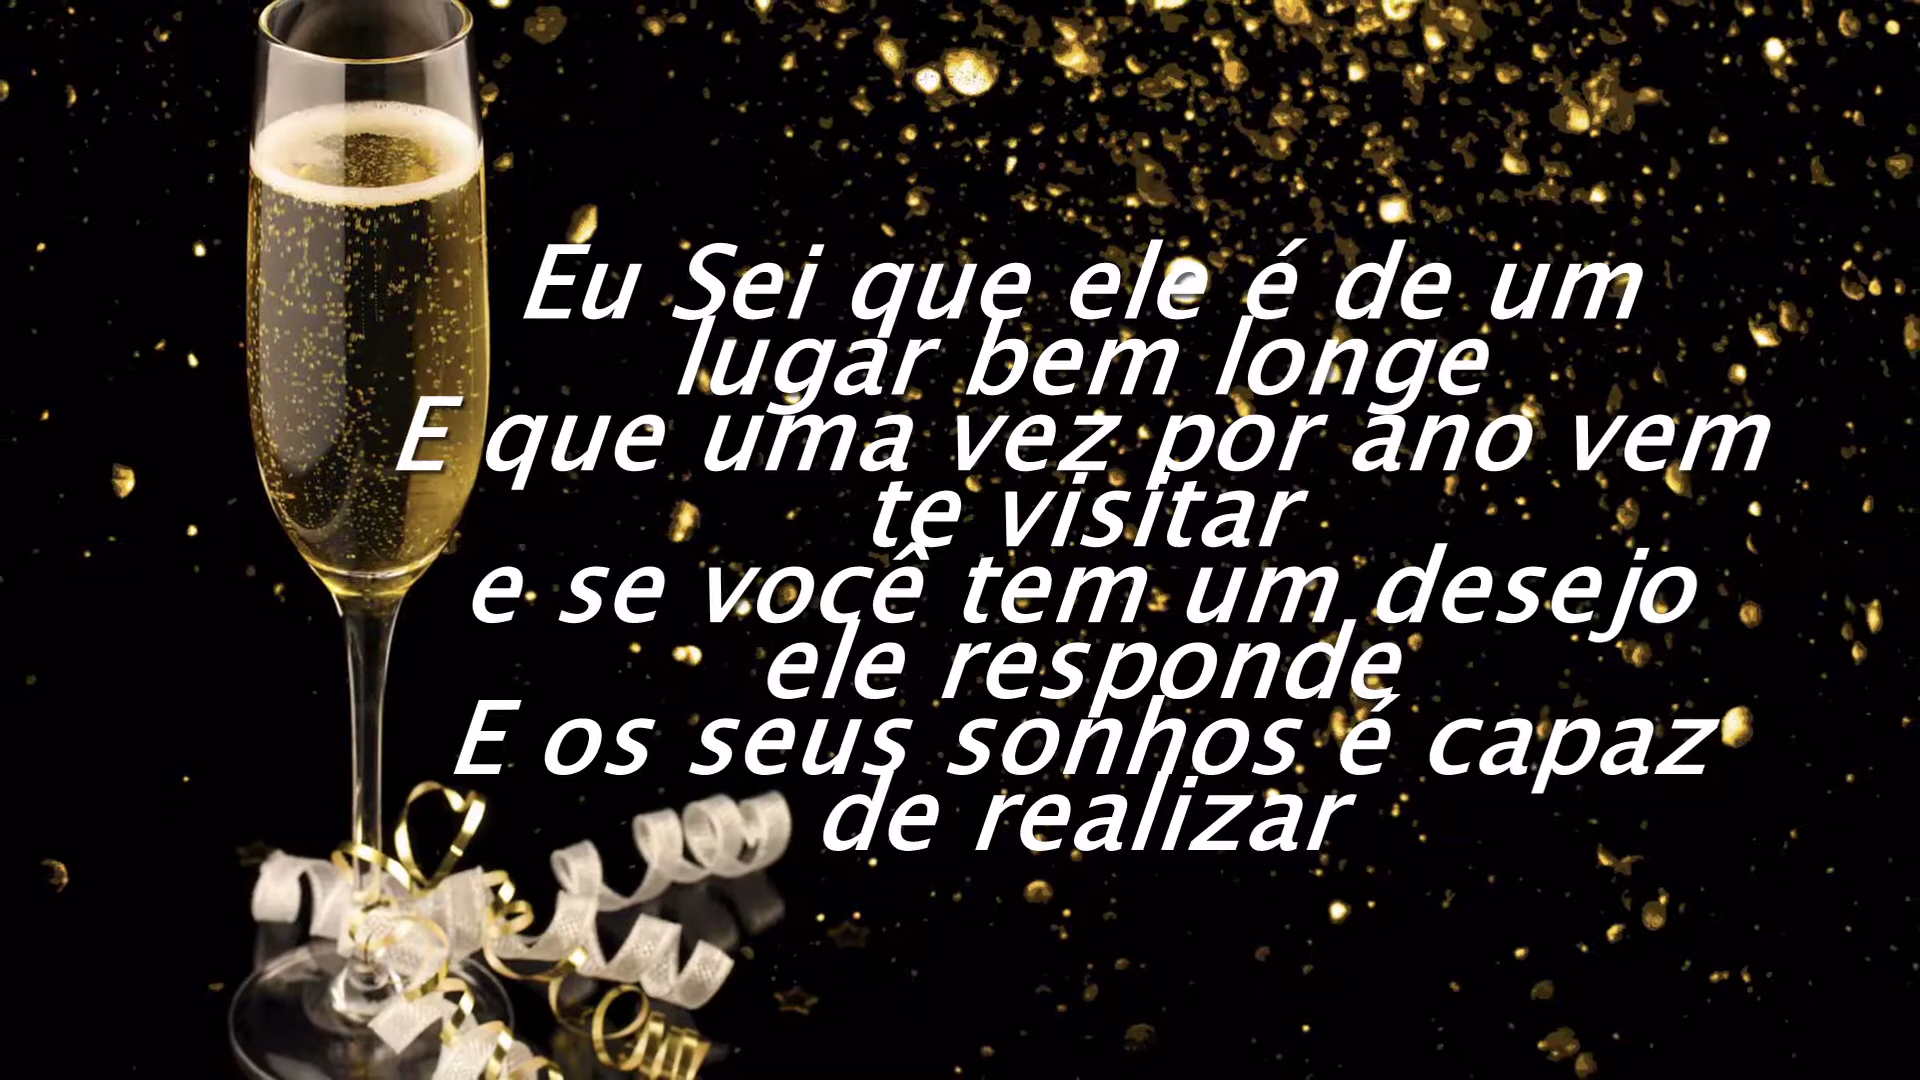 Eu Sei que ele é de um
lugar bem longe
E que uma vez por ano vem
te visitar
e se você tem um desejo
ele responde
E os seus sonhos é capaz
de realizar